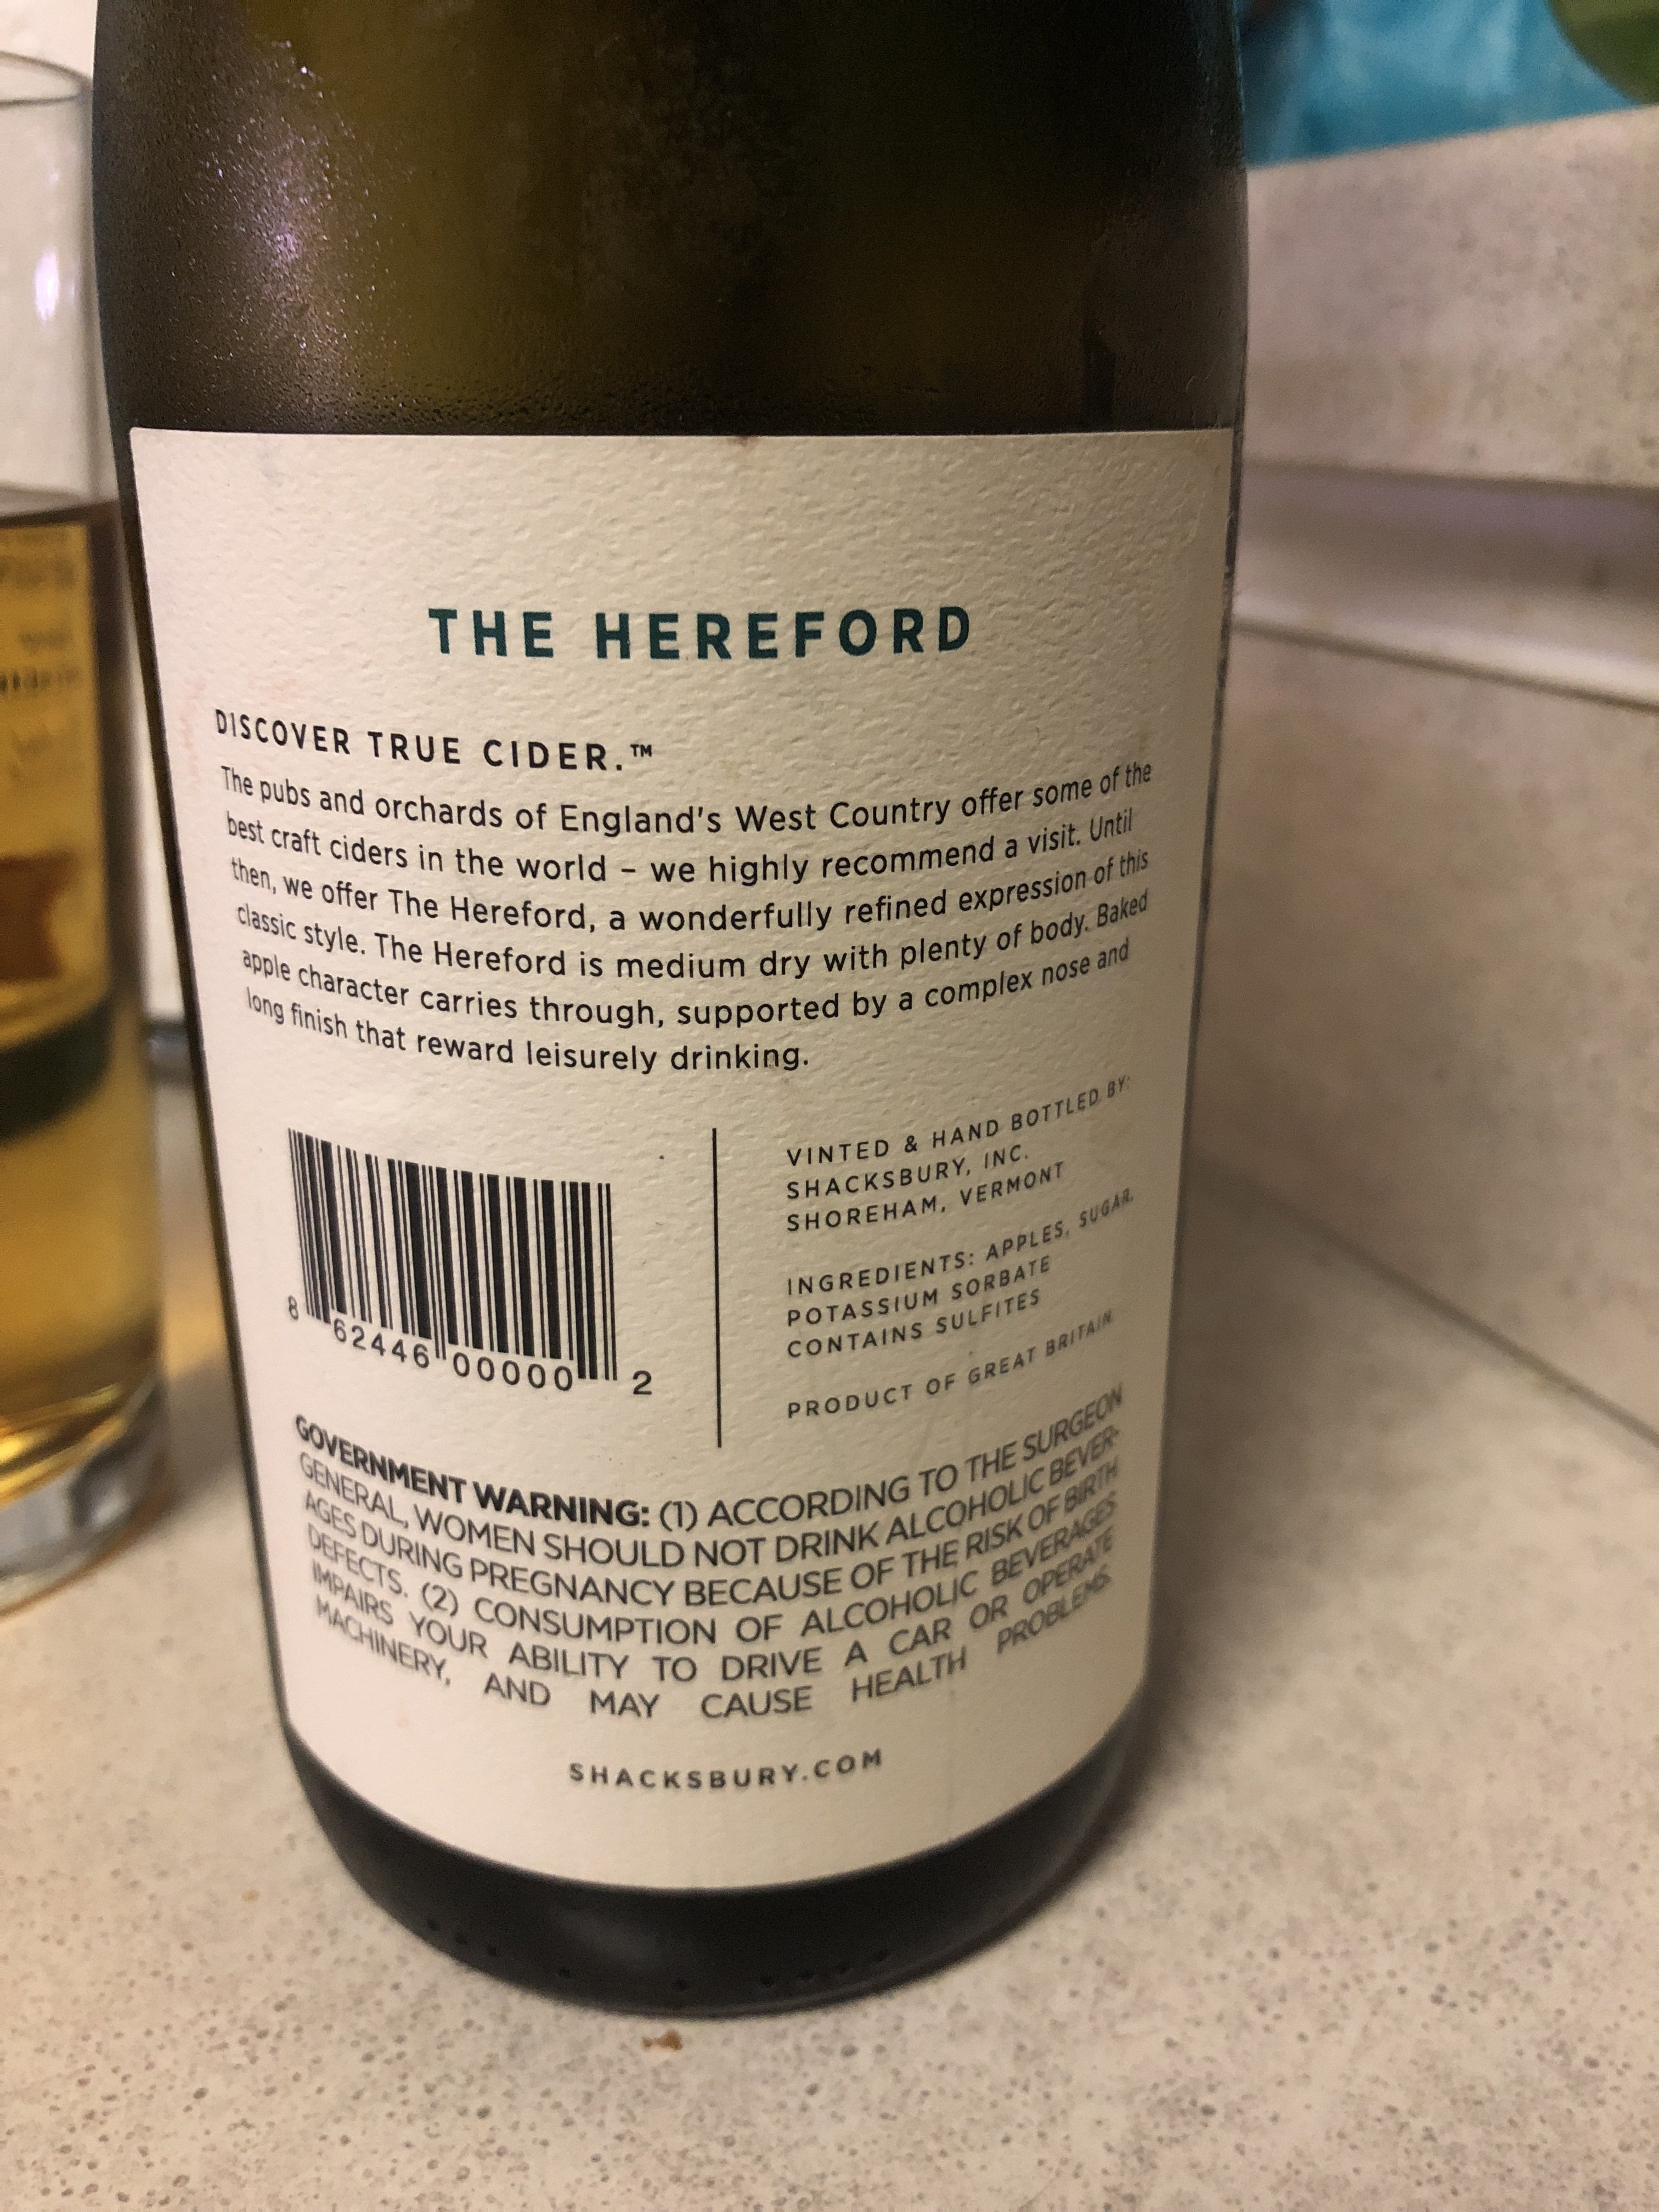 THE HEREFORD
DISCOVER TRUE CIDER.™
The pubs and orchards of England's West Country offer some of the
best craft ciders in the world – we highly recommend a visit. Until
then, we offer The Hereford, a wonderfully refined expression of this
classic style. The Hereford is medium dry with plenty of body. Baked
apple character carries through, supported by a complex nose and
long finish that reward leisurely drinking.
8 62446 00000 2
VINTED & HAND BOTTLED BY:
SHACKSBURY, INC.
SHOREHAM, VERMONT
INGREDIENTS: APPLES, SUGAR,
POTASSIUM SORBATE
CONTAINS SULFITES
PRODUCT OF GREAT BRITAIN
GOVERNMENT WARNING: (1) ACCORDING TO THE SURGEON
GENERAL, WOMEN SHOULD NOT DRINK ALCOHOLIC BEVER-
AGES DURING PREGNANCY BECAUSE OF THE RISK OF BIRTH
DEFECTS. (2) CONSUMPTION OF ALCOHOLIC BEVERAGES
IMPAIRS YOUR ABILITY TO DRIVE A CAR OR OPERATE
MACHINERY, AND MAY CAUSE HEALTH PROBLEMS.
SHACKSBURY.COM